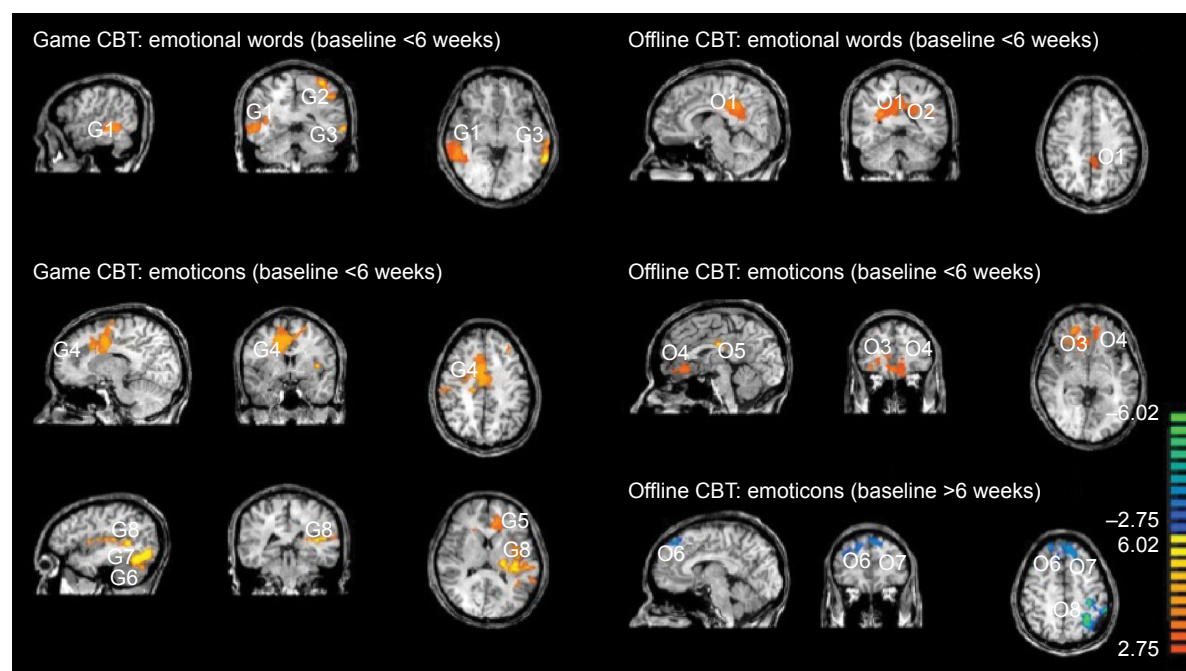 Game CBT: emotional words (baseline <6 weeks)
G1
G1
G2
G3
G1
G3
Offline CBT: emotional words (baseline <6 weeks)
O1
O1
O2
O1
Game CBT: emoticons (baseline <6 weeks)
G4
G4
G4
G8
G7
G6
G8
G5
G8
Offline CBT: emoticons (baseline <6 weeks)
O4
O5
O3
O4
O3
O4
Offline CBT: emoticons (baseline >6 weeks)
O6
O6
O7
O6
O7
O8
–6.02
–2.75
6.02
2.75